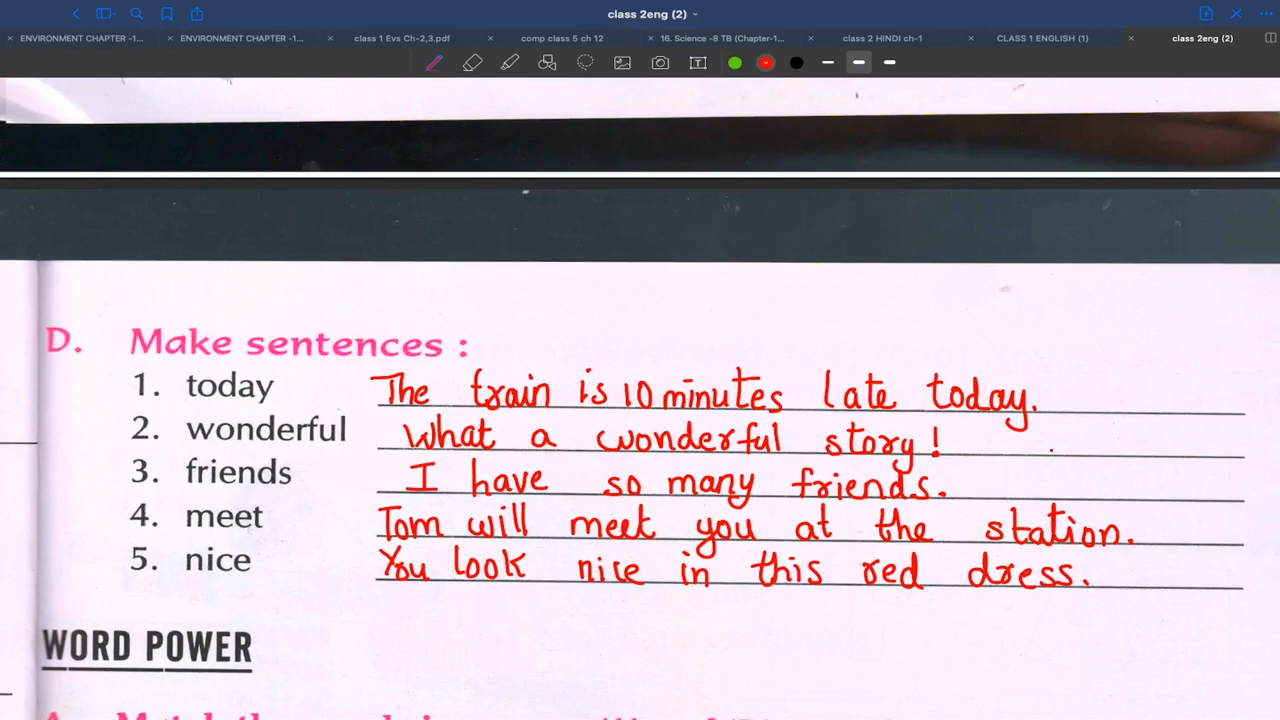 class 2eng (2)
ENVIRONMENT CHAPTER -1...
ENVIRONMENT CHAPTER -1...
class 1 Evs Ch-2,3.pdf
comp class 5 ch 12
16. Science -8 TB (Chapter-1...
class 2 HINDI ch-1
CLASS 1 ENGLISH (1)
class 2eng (2)
D. Make sentences :
1. today The train is 10 minutes late today.
2. wonderful What a wonderful story!
3. friends I have so many friends.
4. meet Tom will meet you at the station.
5. nice You look nice in this red dress.
WORD POWER